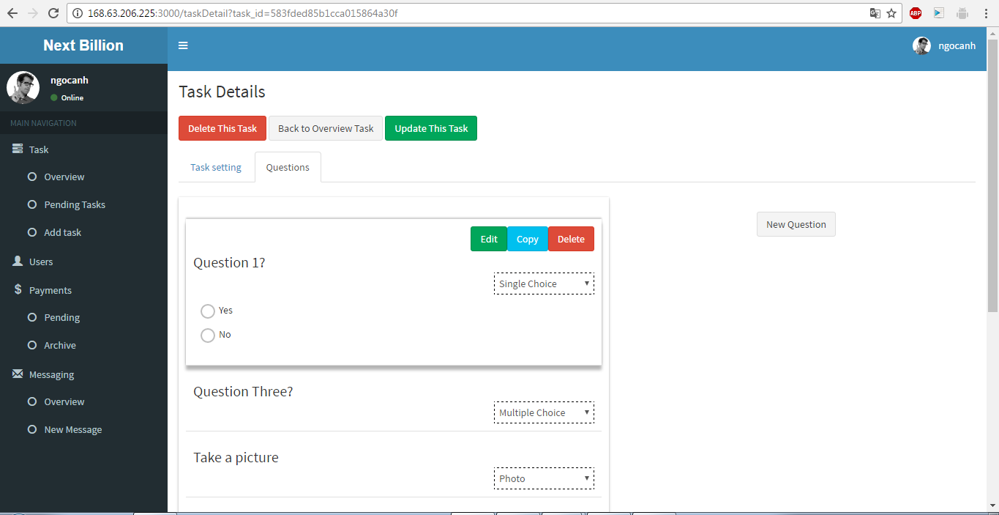 168.63.206.225:3000/taskDetail?task_id=583fded85b1cca015864a30f
ABP
Next Billion
ngocanh
ngocanh
Online
MAIN NAVIGATION
Task
Overview
Pending Tasks
Add task
Users
Payments
Pending
Archive
Messaging
Overview
New Message
Task Details
Delete This Task Back to Overview Task Update This Task
Task setting Questions
New Question
Edit Copy Delete
Question 1?
Single Choice
Yes
No
Question Three?
Multiple Choice
Take a picture
Photo